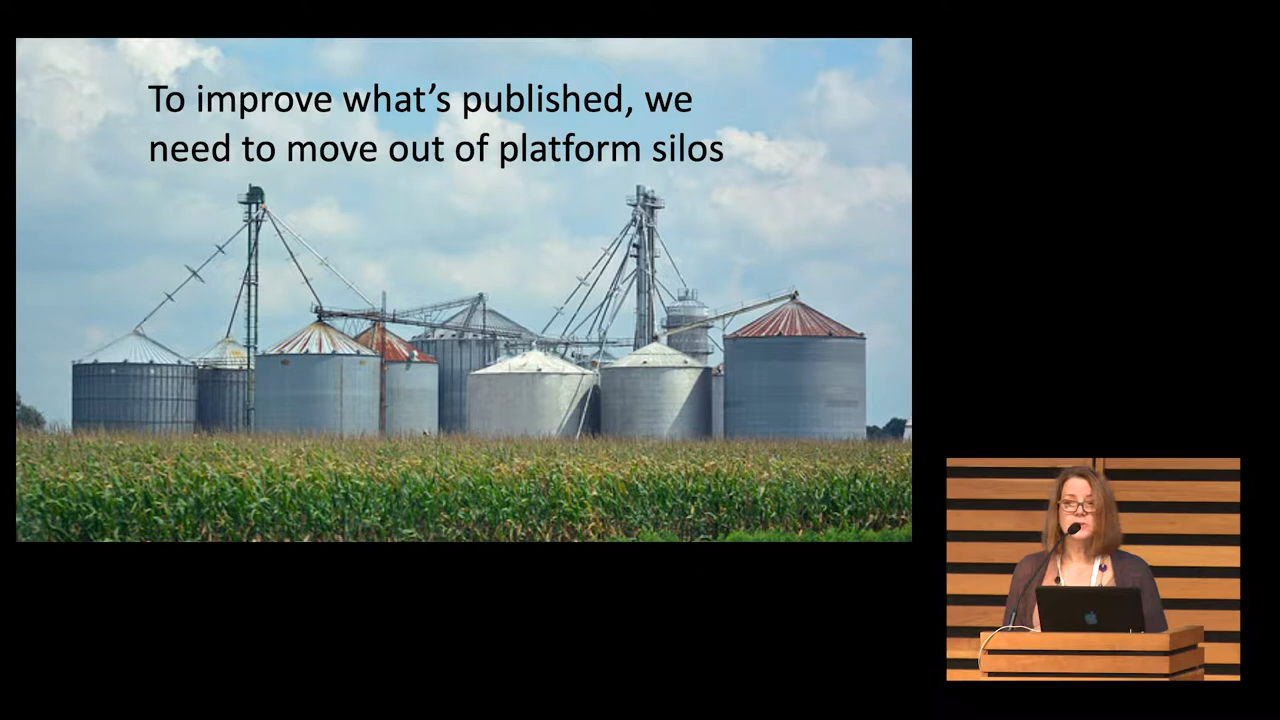 To improve what’s published, we
need to move out of platform silos